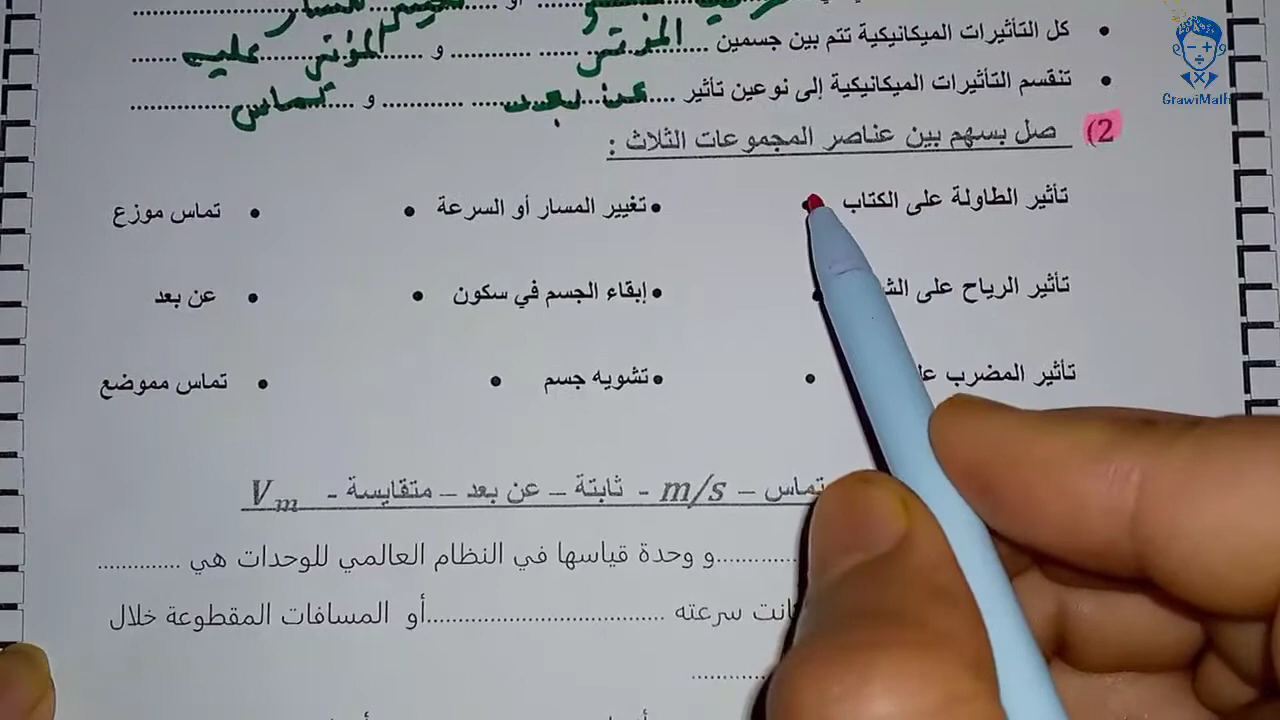 أو
كل التأثيرات الميكانيكية تتم بين جسمين ........ المؤثر ........ و ........ المؤثر عليه ........
تنقسم التأثيرات الميكانيكية إلى نوعين تأثير ........ عن بعد ........ و ........ تماس ........
GrawiMath
2) صل بسهم بين عناصر المجموعات الثلاث :
تأثير الطاولة على الكتاب • • تغيير المسار أو السرعة • • تماس موزع
تأثير الرياح على • • إبقاء الجسم في سكون • • عن بعد
تأثير المضرب • • تشويه جسم • • تماس مموضع
تماس – m/s - ثابتة – عن بعد – متقايسة - Vm
........و وحدة قياسها في النظام العالمي للوحدات هي ........
سرعته ........أو المسافات المقطوعة خلال
........